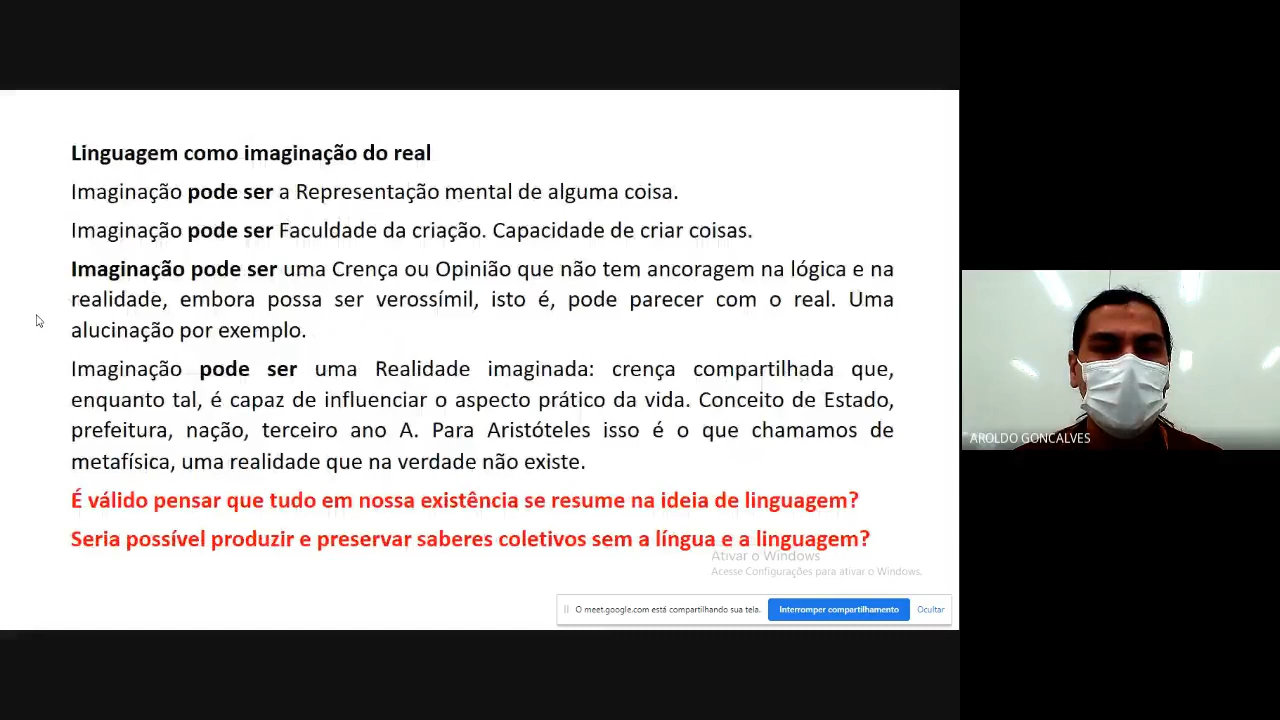 Linguagem como imaginação do real
Imaginação pode ser a Representação mental de alguma coisa.
Imaginação pode ser Faculdade da criação. Capacidade de criar coisas.
Imaginação pode ser uma Crença ou Opinião que não tem ancoragem na lógica e na
realidade, embora possa ser verossímil, isto é, pode parecer com o real. Uma
alucinação por exemplo.
Imaginação pode ser uma Realidade imaginada: crença compartilhada que,
enquanto tal, é capaz de influenciar o aspecto prático da vida. Conceito de Estado,
prefeitura, nação, terceiro ano A. Para Aristóteles isso é o que chamamos de
metafísica, uma realidade que na verdade não existe.
É válido pensar que tudo em nossa existência se resume na ideia de linguagem?
Seria possível produzir e preservar saberes coletivos sem a língua e a linguagem?
Ativar o Windows
Acesse Configurações para ativar o Windows.
O meet.google.com está compartilhando sua tela.
Interromper compartilhamento
Ocultar
AROLDO GONCALVES